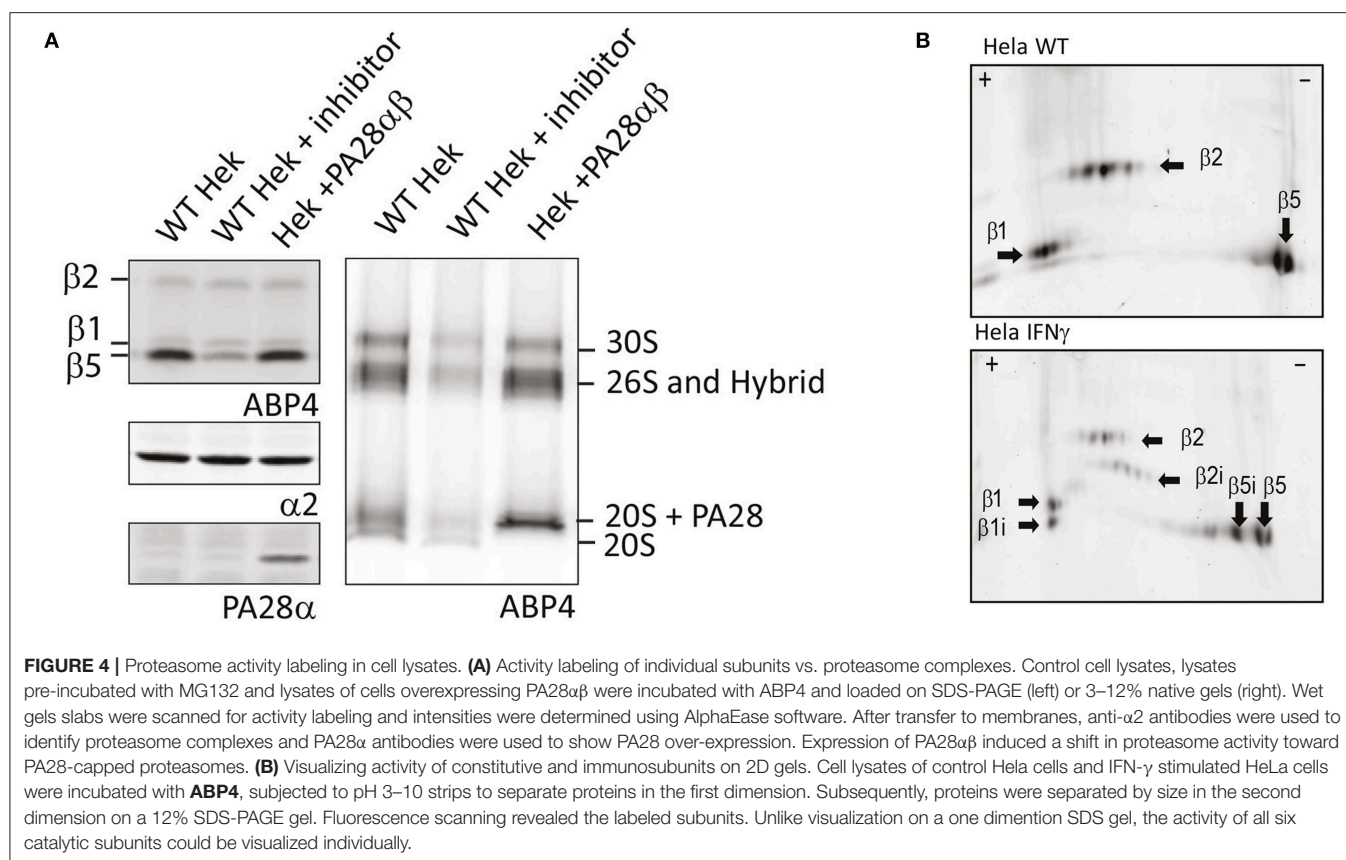 A
WT Hek
WT Hek + inhibitor
Hek +PA28αβ
WT Hek
WT Hek + inhibitor
Hek +PA28αβ
β2
β1
β5
ABP4
α2
PA28α
30S
26S and Hybrid
20S + PA28
20S
ABP4
B
Hela WT
+
−
β2
β5
β1
Hela IFNγ
+
−
β2
β2i
β5i β5
β1
β1i
FIGURE 4 | Proteasome activity labeling in cell lysates. (A) Activity labeling of individual subunits vs. proteasome complexes. Control cell lysates, lysates
pre-incubated with MG132 and lysates of cells overexpressing PA28αβ were incubated with ABP4 and loaded on SDS-PAGE (left) or 3–12% native gels (right). Wet
gels slabs were scanned for activity labeling and intensities were determined using AlphaEase software. After transfer to membranes, anti-α2 antibodies were used to
identify proteasome complexes and PA28α antibodies were used to show PA28 over-expression. Expression of PA28αβ induced a shift in proteasome activity toward
PA28-capped proteasomes. (B) Visualizing activity of constitutive and immunosubunits on 2D gels. Cell lysates of control Hela cells and IFN-γ stimulated HeLa cells
were incubated with ABP4, subjected to pH 3–10 strips to separate proteins in the first dimension. Subsequently, proteins were separated by size in the second
dimension on a 12% SDS-PAGE gel. Fluorescence scanning revealed the labeled subunits. Unlike visualization on a one dimention SDS gel, the activity of all six
catalytic subunits could be visualized individually.